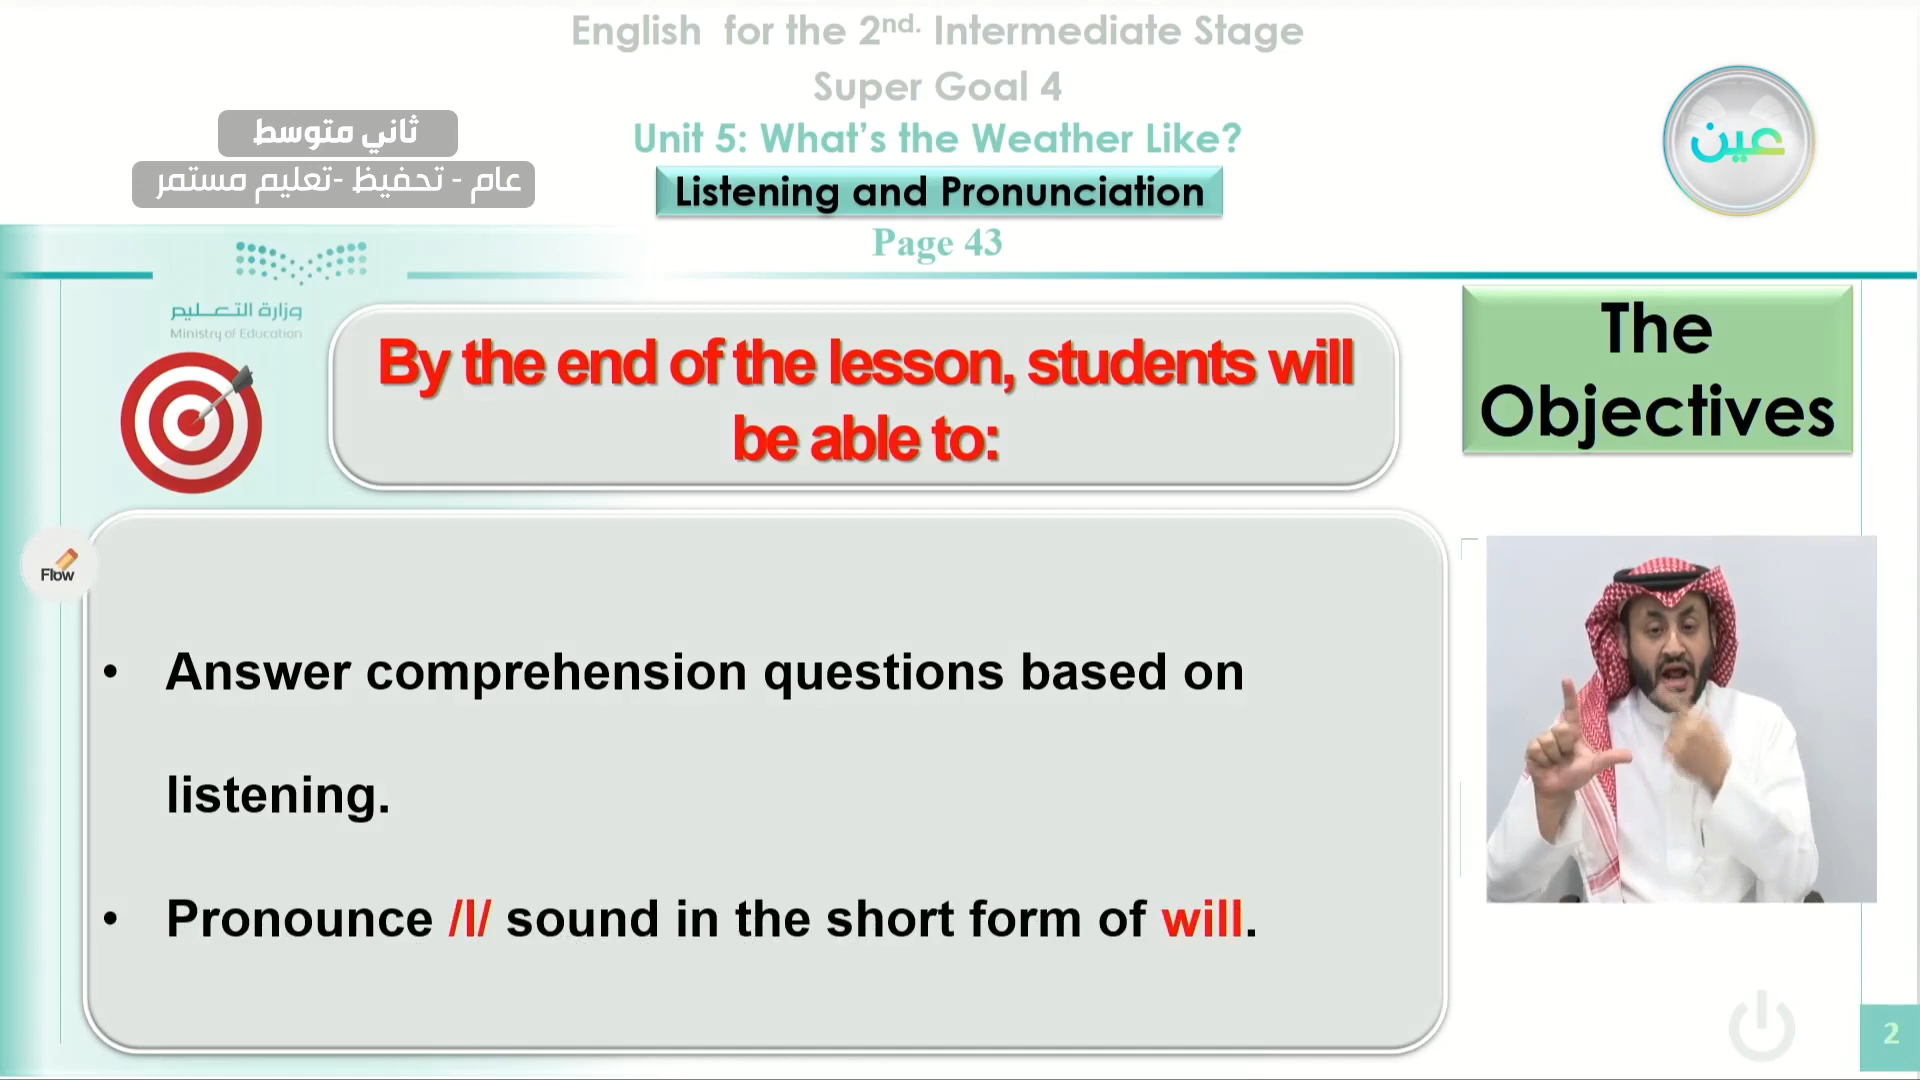 English for the 2nd. Intermediate Stage
Super Goal 4
Unit 5: What's the Weather Like?
Listening and Pronunciation
Page 43
ثاني متوسط
عام - تحفيظ -تعليم مستمر
عين
وزارة التعليم
Ministry of Education
By the end of the lesson, students will
be able to:
The
Objectives
Flow
• Answer comprehension questions based on
listening.
• Pronounce /l/ sound in the short form of will.
2